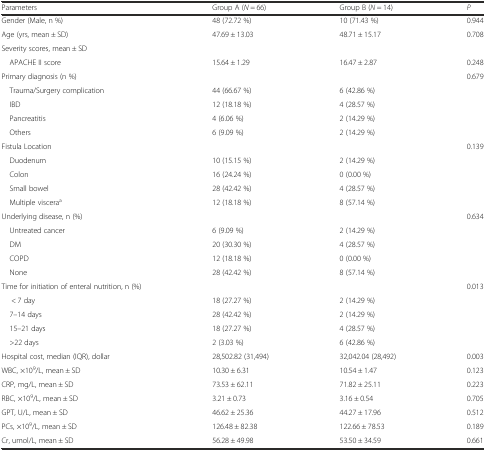 Parameters Group A (N = 66) Group B (N = 14) P
Gender (Male, n %) 48 (72.72 %) 10 (71.43 %) 0.944
Age (yrs, mean ± SD) 47.69 ± 13.03 48.71 ± 15.17 0.708
Severity scores, mean ± SD
APACHE II score 15.64 ± 1.29 16.47 ± 2.87 0.248
Primary diagnosis (n %) 0.679
Trauma/Surgery complication 44 (66.67 %) 6 (42.86 %)
IBD 12 (18.18 %) 4 (28.57 %)
Pancreatitis 4 (6.06 %) 2 (14.29 %)
Others 6 (9.09 %) 2 (14.29 %)
Fistula Location 0.139
Duodenum 10 (15.15 %) 2 (14.29 %)
Colon 16 (24.24 %) 0 (0.00 %)
Small bowel 28 (42.42 %) 4 (28.57 %)
Multiple viscera^a 12 (18.18 %) 8 (57.14 %)
Underlying disease, n (%) 0.634
Untreated cancer 6 (9.09 %) 2 (14.29 %)
DM 20 (30.30 %) 4 (28.57 %)
COPD 12 (18.18 %) 0 (0.00 %)
None 28 (42.42 %) 8 (57.14 %)
Time for initiation of enteral nutrition, n (%) 0.013
< 7 day 18 (27.27 %) 2 (14.29 %)
7–14 days 28 (42.42 %) 2 (14.29 %)
15–21 days 18 (27.27 %) 4 (28.57 %)
>22 days 2 (3.03 %) 6 (42.86 %)
Hospital cost, median (IQR), dollar 28,502.82 (31,494) 32,042.04 (28,492) 0.003
WBC, ×10⁹/L, mean ± SD 10.30 ± 6.31 10.54 ± 1.47 0.123
CRP, mg/L, mean ± SD 73.53 ± 62.11 71.82 ± 25.11 0.223
RBC, ×10⁹/L, mean ± SD 3.21 ± 0.73 3.16 ± 0.54 0.705
GPT, U/L, mean ± SD 46.62 ± 25.36 44.27 ± 17.96 0.512
PCs, ×10⁹/L, mean ± SD 126.48 ± 82.38 122.66 ± 78.53 0.189
Cr, umol/L, mean ± SD 56.28 ± 49.98 53.50 ± 34.59 0.661